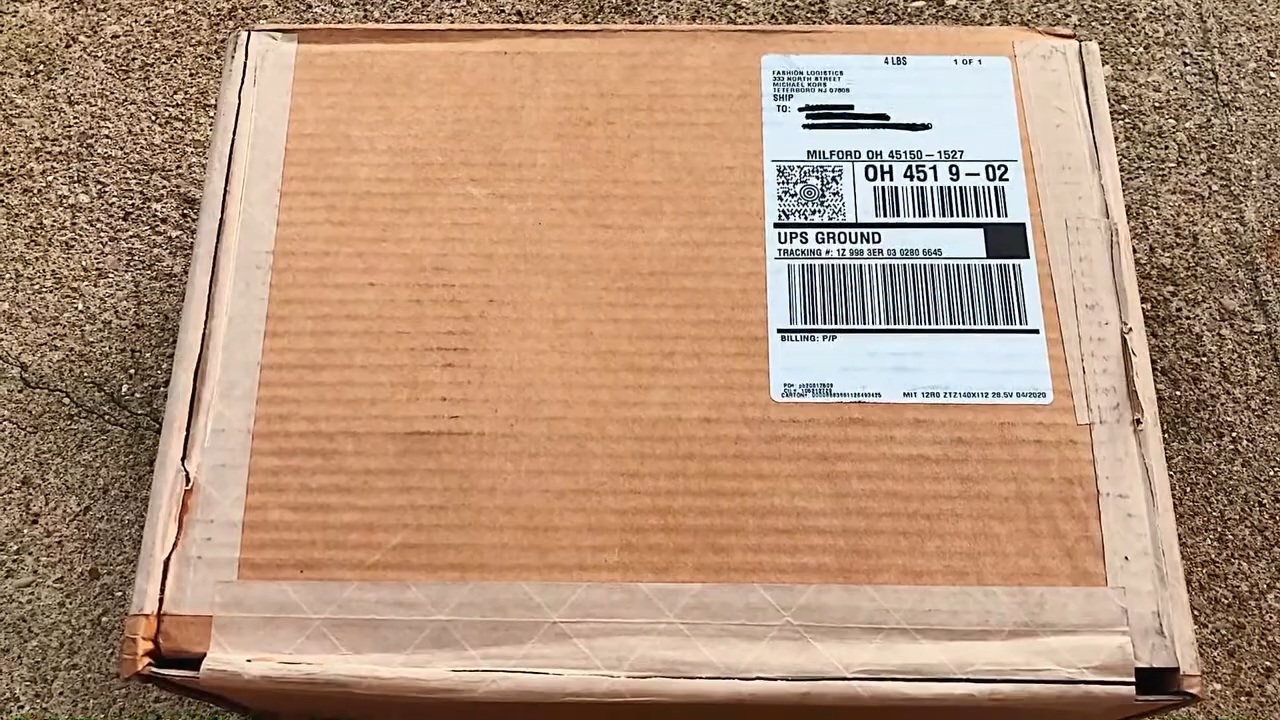 4 LBS 1 OF 1
FASHION LOGISTICS
333 NORTH STREET
MICHAEL KORS
TETERBORO NJ 07608
SHIP
TO:
MILFORD OH 45150-1527
OH 451 9-02
UPS GROUND
TRACKING #: 1Z 998 3ER 03 0280 6645
BILLING: P/P
MIT 12R0 ZTZ140XI12 28.5V 04/2020